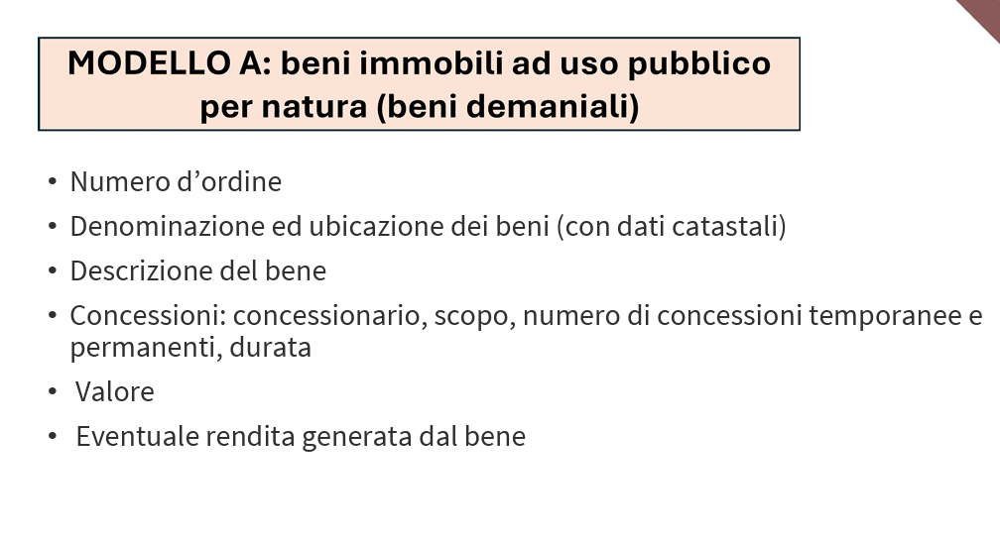 MODELLO A: beni immobili ad uso pubblico
per natura (beni demaniali)
• Numero d’ordine
• Denominazione ed ubicazione dei beni (con dati catastali)
• Descrizione del bene
• Concessioni: concessionario, scopo, numero di concessioni temporanee e
permanenti, durata
• Valore
• Eventuale rendita generata dal bene